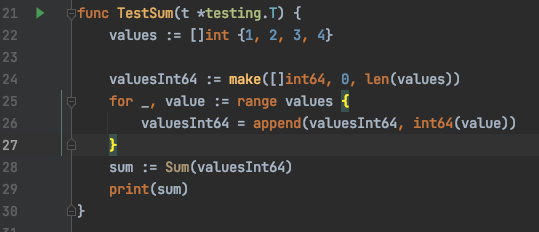 21 func TestSum(t *testing.T) {
22     values := []int {1, 2, 3, 4}
23
24     valuesInt64 := make([]int64, 0, len(values))
25     for _, value := range values {
26         valuesInt64 = append(valuesInt64, int64(value))
27     }
28     sum := Sum(valuesInt64)
29     print(sum)
30 }
31